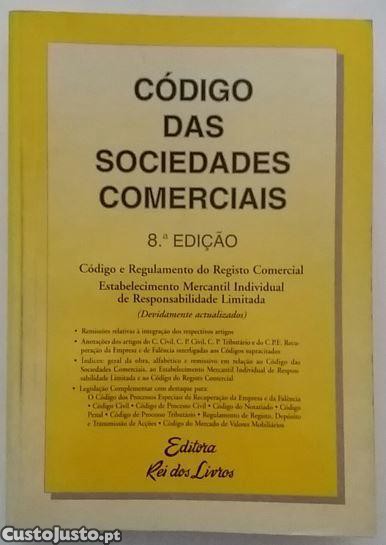 CÓDIGO
DAS
SOCIEDADES
COMERCIAIS
8.ª EDIÇÃO
Código e Regulamento do Registo Comercial
Estabelecimento Mercantil Individual
de Responsabilidade Limitada
(Devidamente actualizados)
• Remissões relativas à integração dos respectivos artigos
• Anotações dos artigos do C. Civil, C. P. Civil, C. P. Tributário e do C.P.E. Recu-
peração da Empresa e de Falência interligadas aos Códigos supracitados
• Índices: geral da obra, alfabético e remissivo em relação ao Código das
Sociedades Comerciais, ao Estabelecimento Mercantil Individual de Respon-
sabilidade Limitada e ao Código do Registo Comercial
• Legislação Complementar com destaque para:
O Código dos Processos Especiais de Recuperação da Empresa e da Falência
• Código Civil • Código de Processo Civil • Código do Notariado • Código
Penal • Código de Processo Tributário • Regulamento de Registo, Depósito
e Transmissão de Acções • Código do Mercado de Valores Mobiliários
Editora
Rei dos Livros
CustoJusto.pt